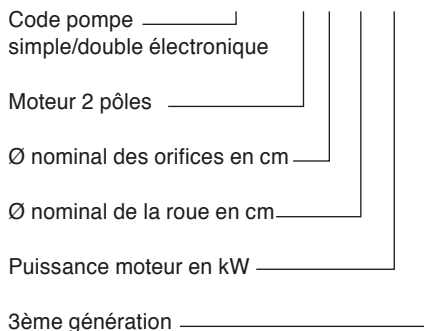 Code pompe
simple/double électronique
Moteur 2 pôles
Ø nominal des orifices en cm
Ø nominal de la roue en cm
Puissance moteur en kW
3ème génération